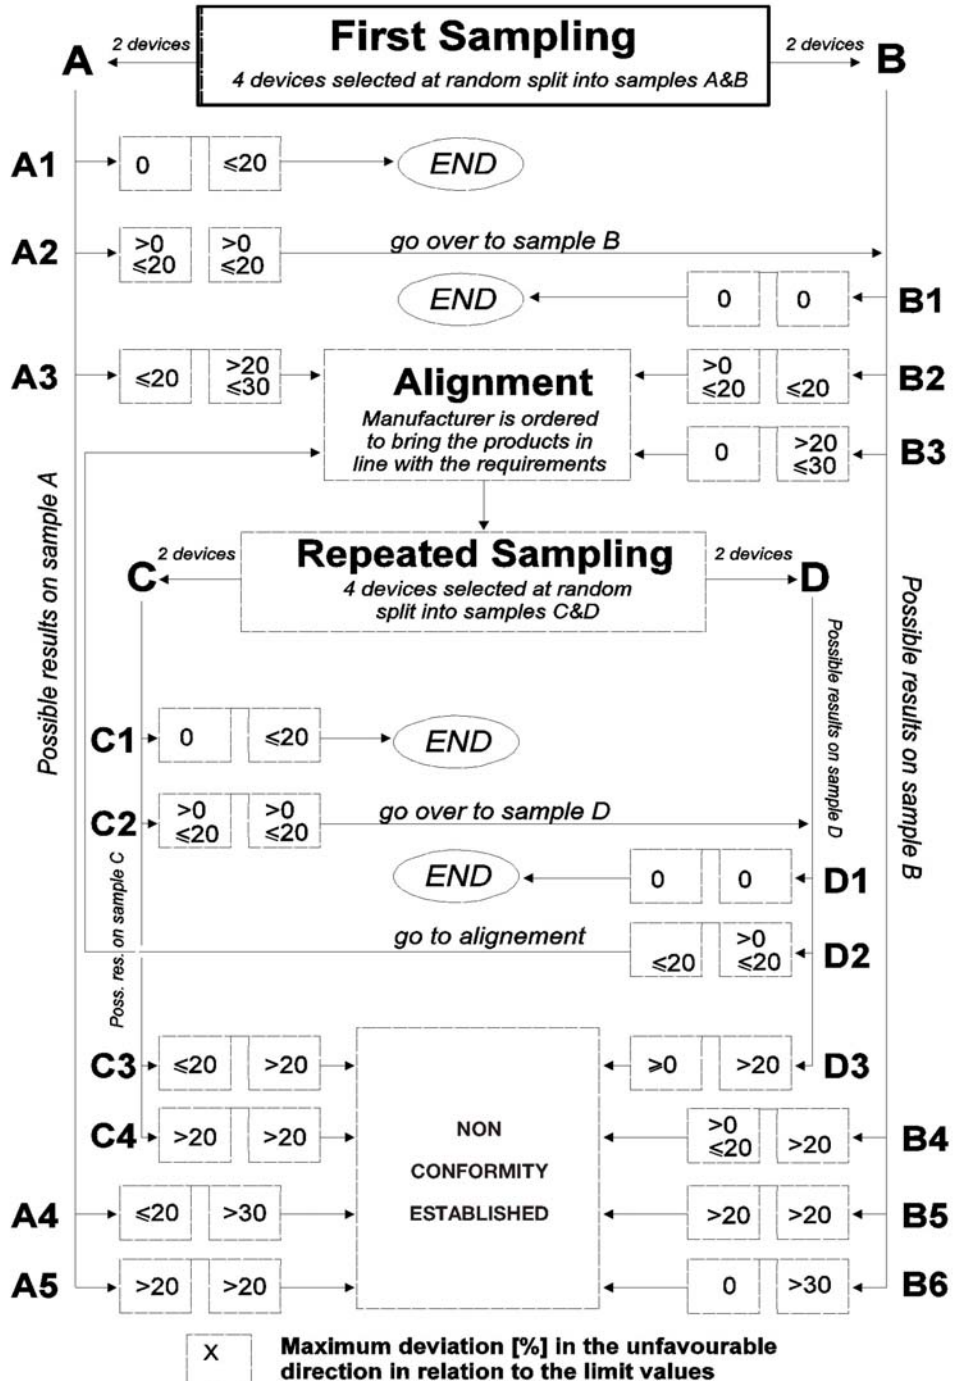 First Sampling
4 devices selected at random split into samples A&B
A
2 devices
2 devices
B
A1
0
≤20
END
A2
>0
≤20
>0
≤20
go over to sample B
END
0
0
B1
A3
≤20
>20
≤30
Alignment
Manufacturer is ordered
to bring the products in
line with the requirements
>0
≤20
≤20
B2
0
>20
≤30
B3
Possible results on sample A
Repeated Sampling
4 devices selected at random
split into samples C&D
C
2 devices
2 devices
D
Possible results on sample D
Possible results on sample B
C1
0
≤20
END
C2
>0
≤20
>0
≤20
go over to sample D
END
0
0
D1
Poss. res. on sample C
go to alignement
≤20
>0
≤20
D2
C3
≤20
>20
NON
CONFORMITY
ESTABLISHED
≥0
>20
D3
C4
>20
>20
>0
≤20
>20
B4
A4
≤20
>30
>20
>20
B5
A5
>20
>20
0
>30
B6
X
Maximum deviation [%] in the unfavourable
direction in relation to the limit values